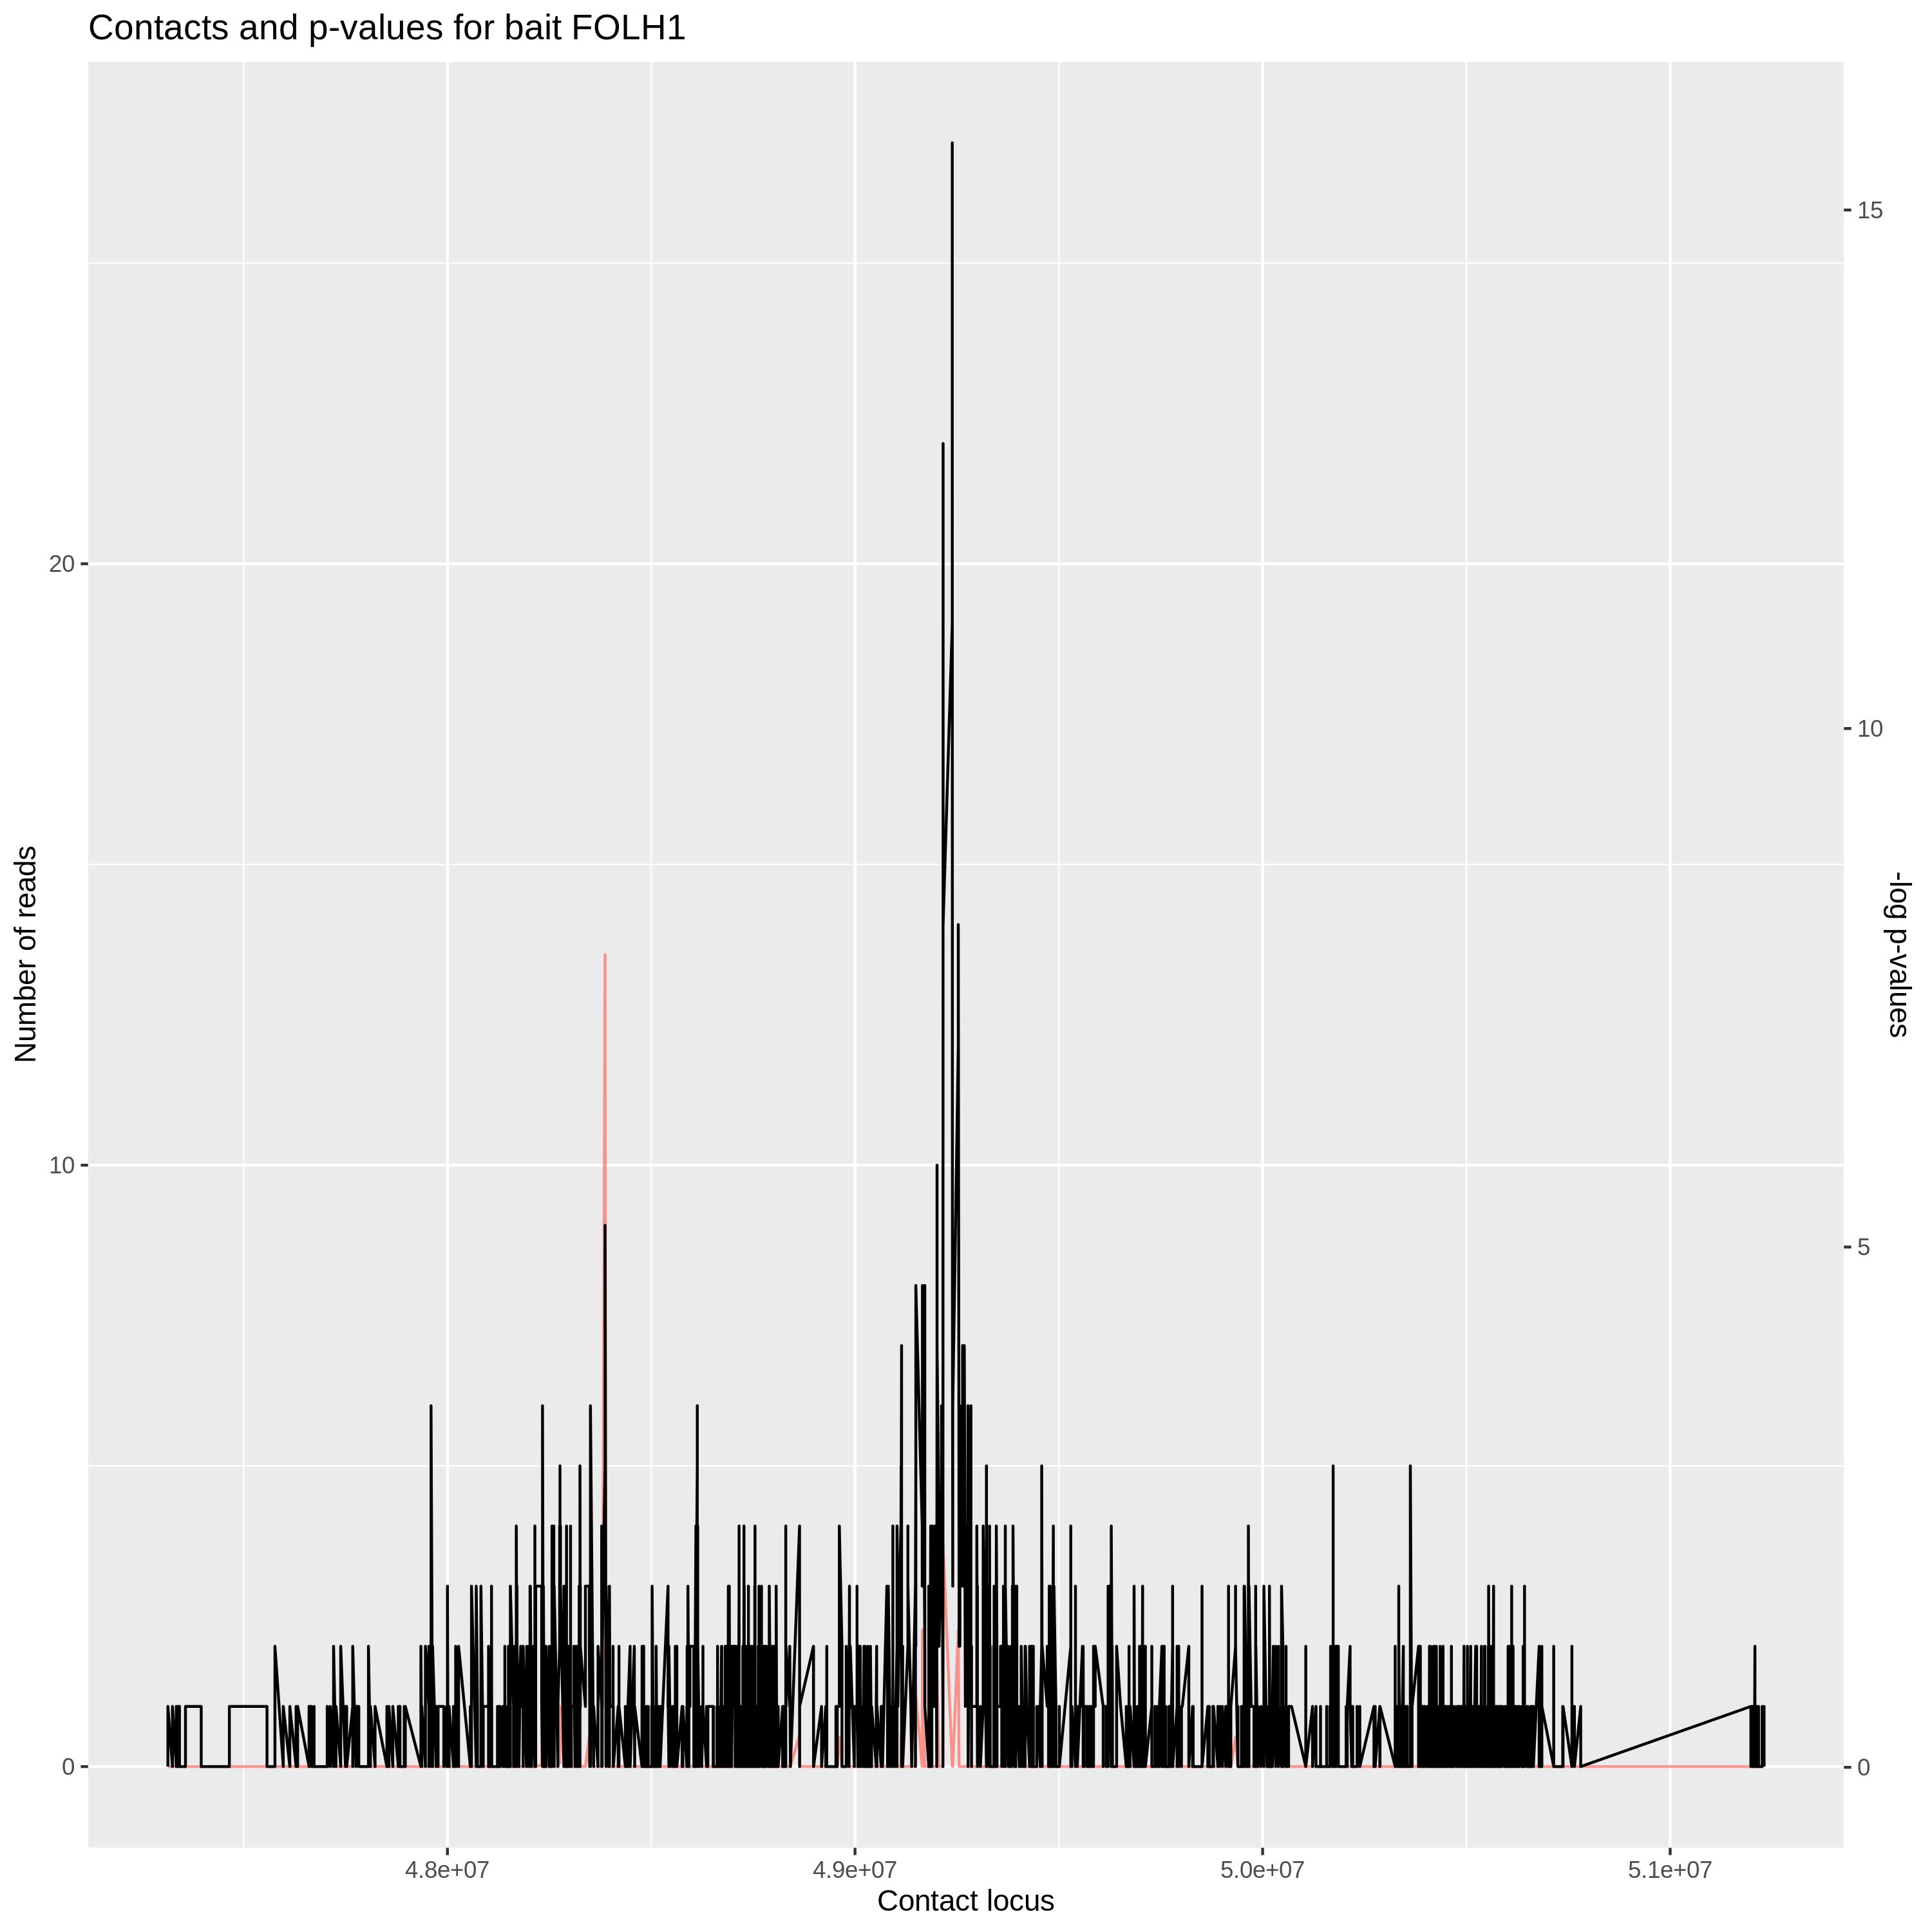 Contacts and p-values for bait FOLH1
Number of reads
20
10
0
15
10
5
0
-log p-values
4.8e+07
4.9e+07
5.0e+07
5.1e+07
Contact locus